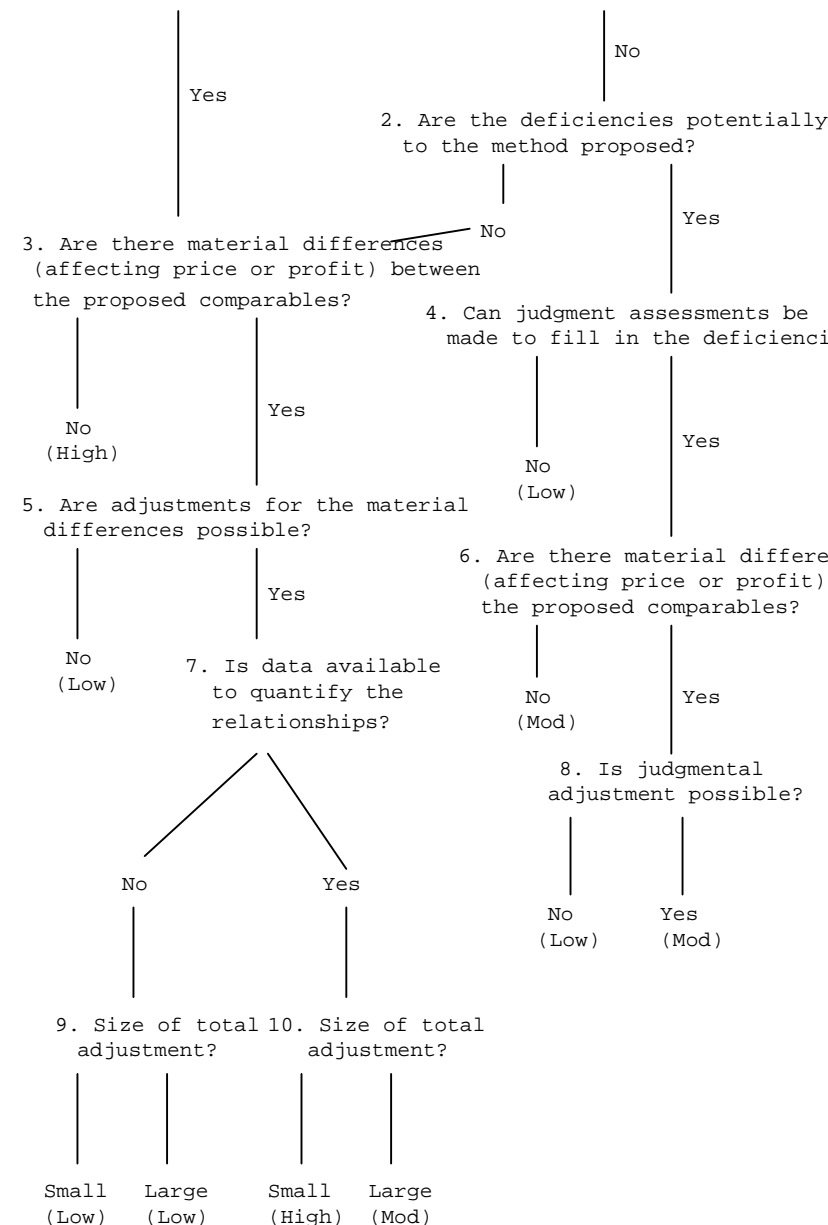 No
Yes
2. Are the deficiencies potentially
to the method proposed?
No
Yes
3. Are there material differences
(affecting price or profit) between
the proposed comparables?
4. Can judgment assessments be
made to fill in the deficienci
No
(High)
Yes
No
(Low)
Yes
5. Are adjustments for the material
differences possible?
6. Are there material differe
(affecting price or profit)
the proposed comparables?
No
(Low)
Yes
7. Is data available
to quantify the
relationships?
No
(Mod)
Yes
8. Is judgmental
adjustment possible?
No
Yes
No
(Low)
Yes
(Mod)
9. Size of total
adjustment?
10. Size of total
adjustment?
Small
(Low)
Large
(Low)
Small
(High)
Large
(Mod)